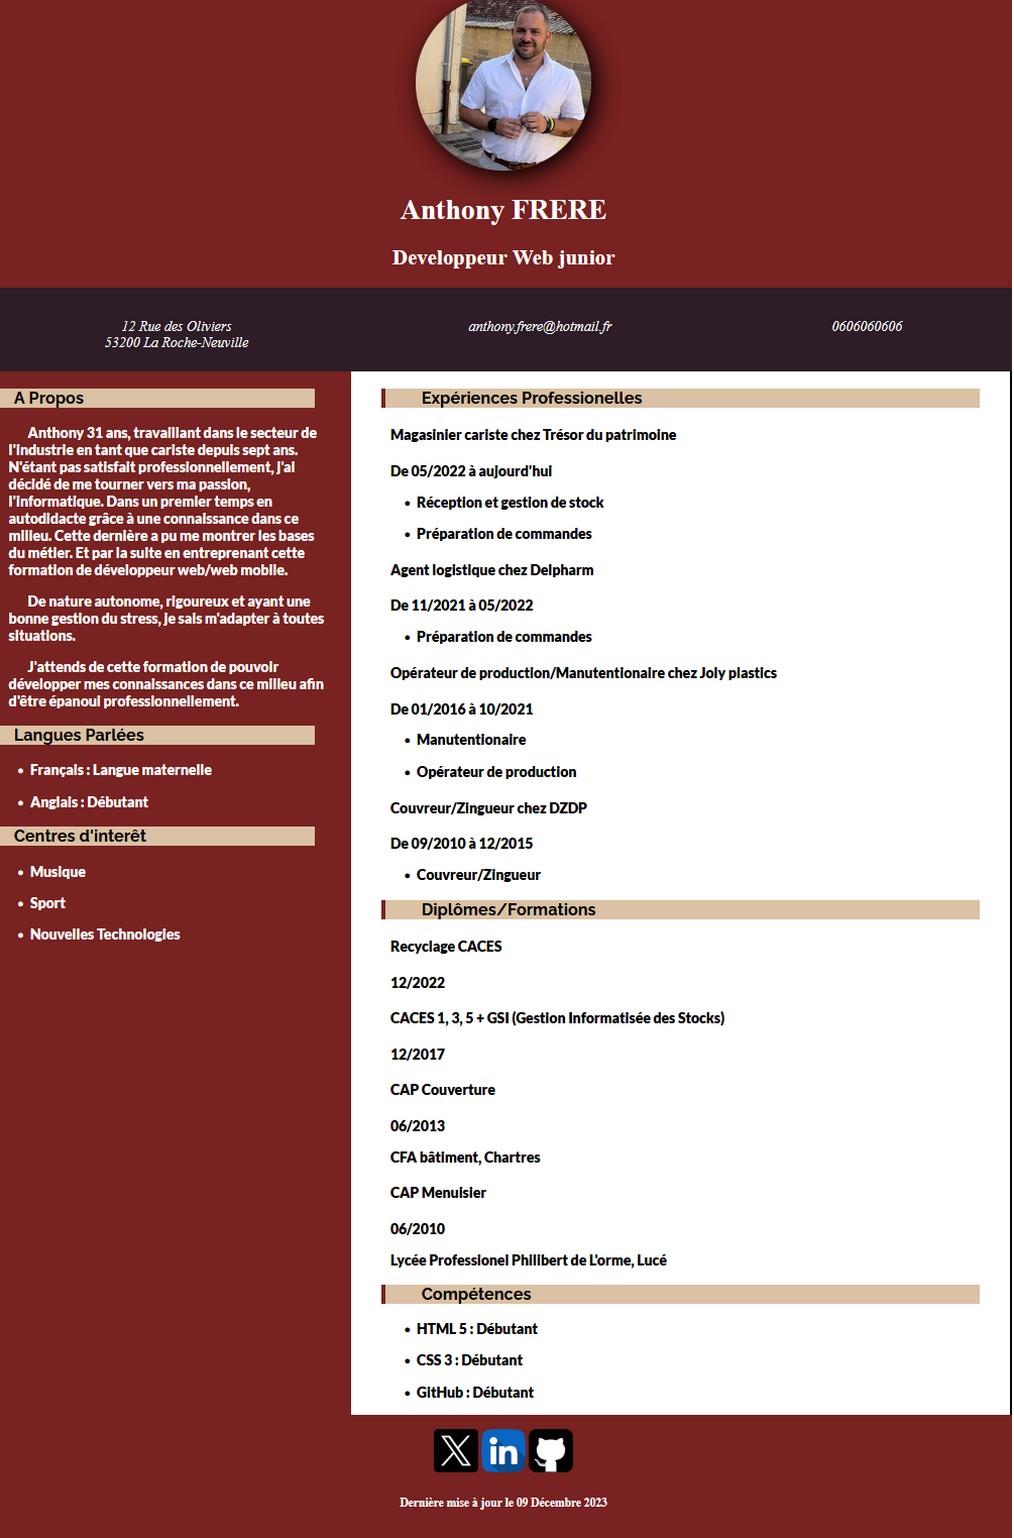 Anthony FRERE
Developpeur Web junior
12 Rue des Oliviers
53200 La Roche-Neuville
anthony.frere@hotmail.fr
0606060606
A Propos
Anthony 31 ans, travaillant dans le secteur de
l'industrie en tant que cariste depuis sept ans.
N'étant pas satisfait professionnellement, j'ai
décidé de me tourner vers ma passion,
l'informatique. Dans un premier temps en
autodidacte grâce à une connaissance dans ce
milieu. Cette dernière a pu me montrer les bases
du métier. Et par la suite en entreprenant cette
formation de développeur web/web mobile.
De nature autonome, rigoureux et ayant une
bonne gestion du stress, je sais m'adapter à toutes
situations.
J'attends de cette formation de pouvoir
développer mes connaissances dans ce milieu afin
d'être épanoui professionnellement.
Langues Parlées
• Français : Langue maternelle
• Anglais : Débutant
Centres d'interêt
• Musique
• Sport
• Nouvelles Technologies
Expériences Professionelles
Magasinier cariste chez Trésor du patrimoine
De 05/2022 à aujourd'hui
• Réception et gestion de stock
• Préparation de commandes
Agent logistique chez Delpharm
De 11/2021 à 05/2022
• Préparation de commandes
Opérateur de production/Manutentionaire chez Joly plastics
De 01/2016 à 10/2021
• Manutentionaire
• Opérateur de production
Couvreur/Zingueur chez DZDP
De 09/2010 à 12/2015
• Couvreur/Zingueur
Diplômes/Formations
Recyclage CACES
12/2022
CACES 1, 3, 5 + GSI (Gestion Informatisée des Stocks)
12/2017
CAP Couverture
06/2013
CFA bâtiment, Chartres
CAP Menuisier
06/2010
Lycée Professionel Philibert de L'orme, Lucé
Compétences
• HTML 5 : Débutant
• CSS 3 : Débutant
• GitHub : Débutant
X in
Dernière mise à jour le 09 Décembre 2023